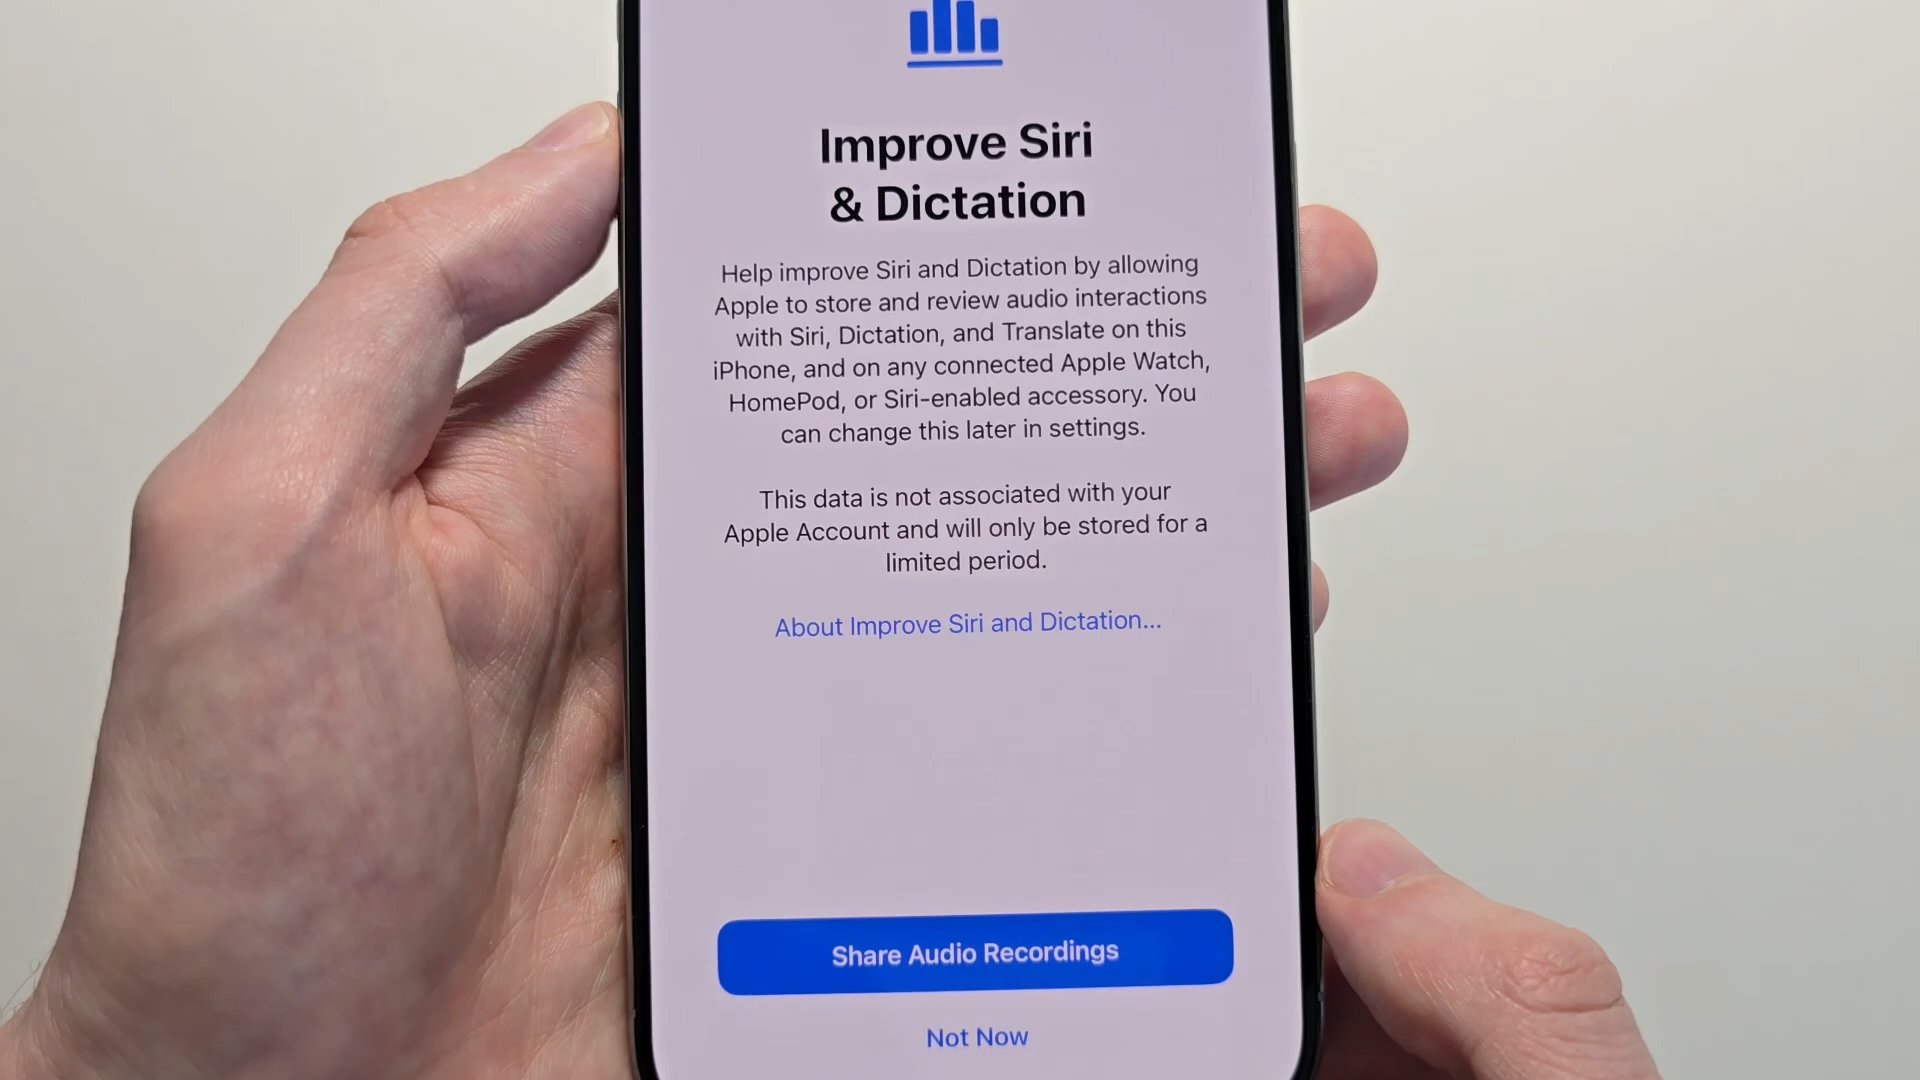 Improve Siri
& Dictation
Help improve Siri and Dictation by allowing
Apple to store and review audio interactions
with Siri, Dictation, and Translate on this
iPhone, and on any connected Apple Watch,
HomePod, or Siri-enabled accessory. You
can change this later in settings.
This data is not associated with your
Apple Account and will only be stored for a
limited period.
About Improve Siri and Dictation...
Share Audio Recordings
Not Now